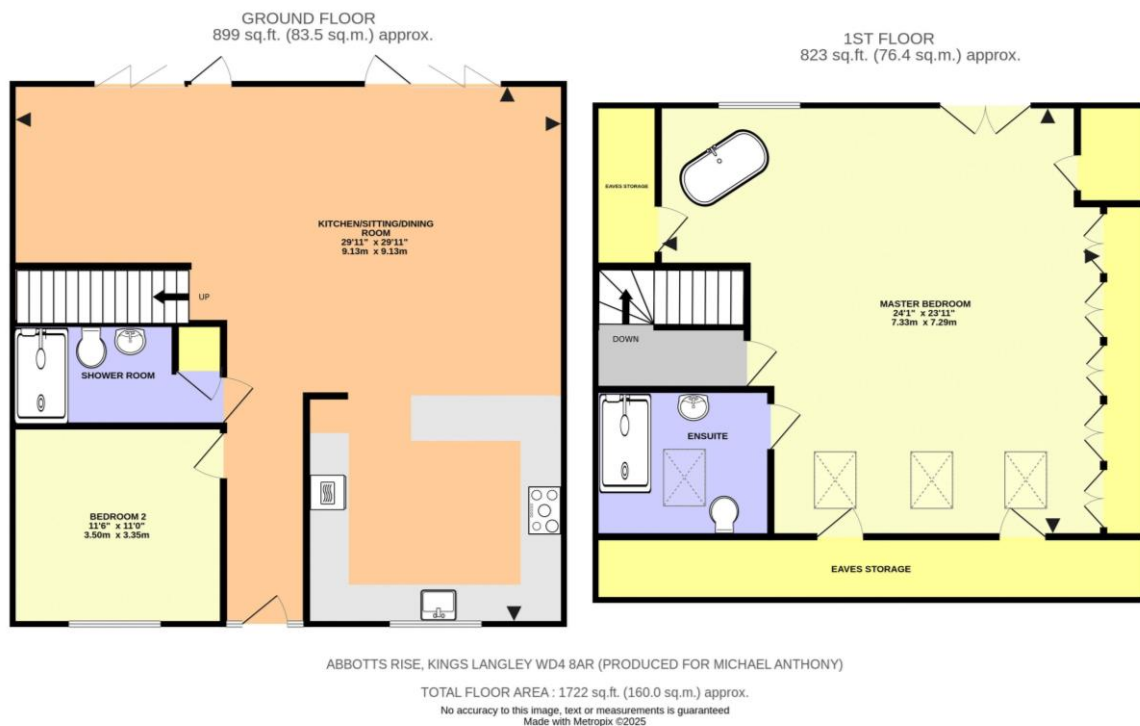 GROUND FLOOR
899 sq.ft. (83.5 sq.m.) approx.
KITCHEN/SITTING/DINING
ROOM
29'11" x 29'11"
9.13m x 9.13m
UP
SHOWER ROOM
BEDROOM 2
11'6" x 11'0"
3.50m x 3.35m
1ST FLOOR
823 sq.ft. (76.4 sq.m.) approx.
EAVES STORAGE
MASTER BEDROOM
24'1" x 23'11"
7.33m x 7.29m
DOWN
ENSUITE
EAVES STORAGE
ABBOTTS RISE, KINGS LANGLEY WD4 8AR (PRODUCED FOR MICHAEL ANTHONY)
TOTAL FLOOR AREA : 1722 sq.ft. (160.0 sq.m.) approx.
No accuracy to this image, text or measurements is guaranteed
Made with Metropix ©2025